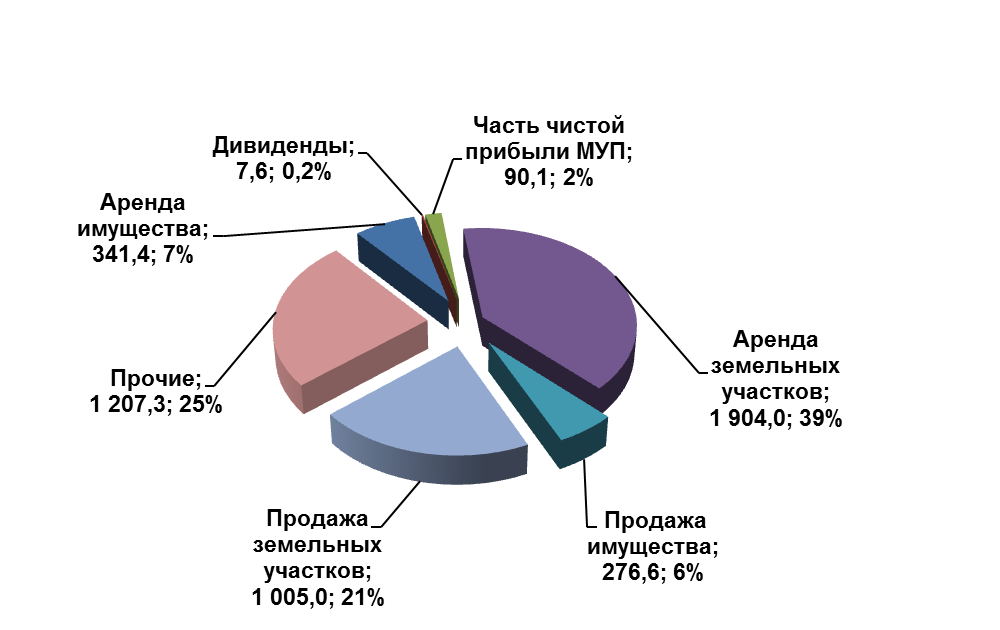 Часть чистой
прибыли МУП;
90,1; 2%
Дивиденды;
7,6; 0,2%
Аренда
имущества;
341,4; 7%
Аренда
земельных
участков;
1 904,0; 39%
Прочие;
1 207,3; 25%
Продажа
земельных
участков;
1 005,0; 21%
Продажа
имущества;
276,6; 6%